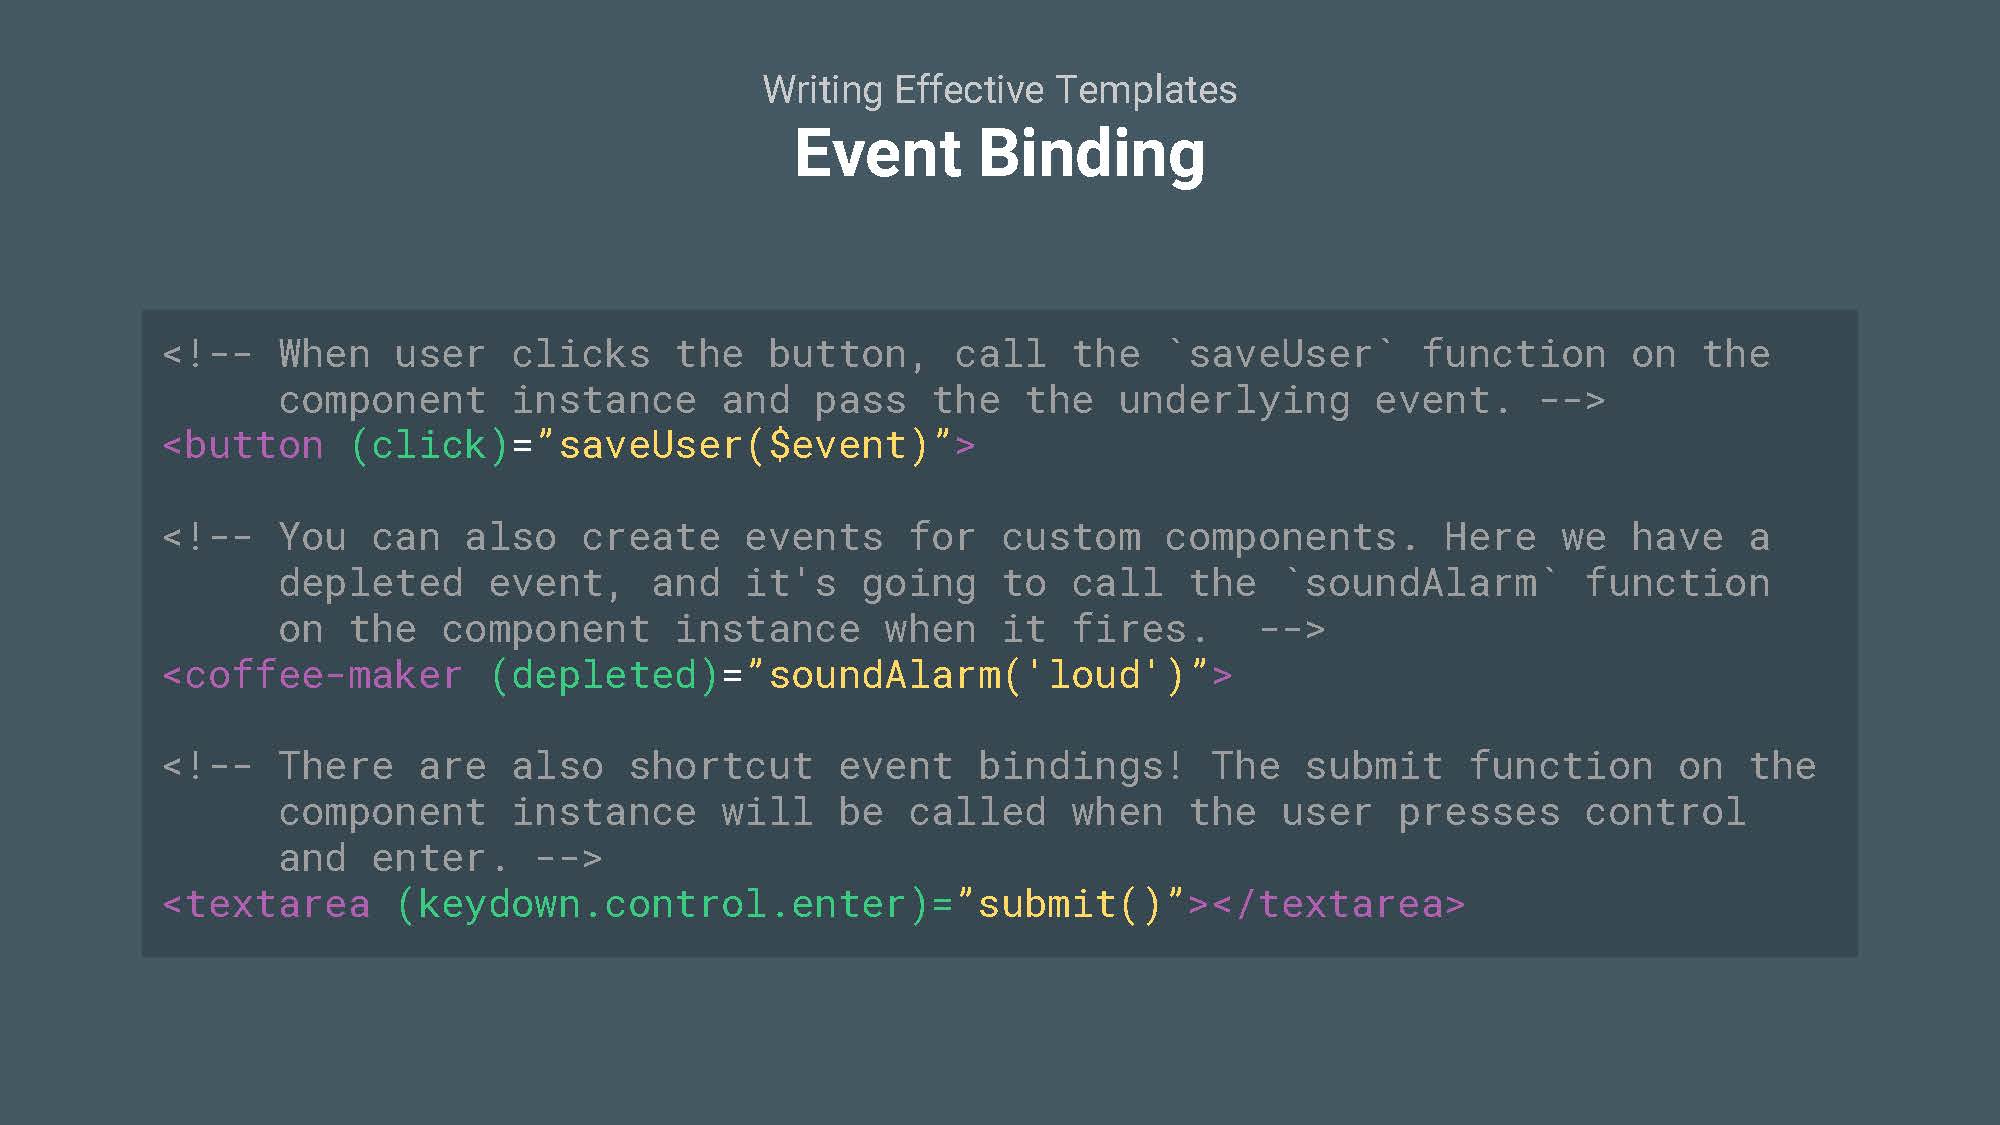 Writing Effective Templates
Event Binding
<!-- When user clicks the button, call the `saveUser` function on the
component instance and pass the the underlying event. -->
<button (click)=”saveUser($event)”>
<!-- You can also create events for custom components. Here we have a
depleted event, and it's going to call the `soundAlarm` function
on the component instance when it fires.  -->
<coffee-maker (depleted)=”soundAlarm('loud')”>
<!-- There are also shortcut event bindings! The submit function on the
component instance will be called when the user presses control
and enter. -->
<textarea (keydown.control.enter)=”submit()”></textarea>